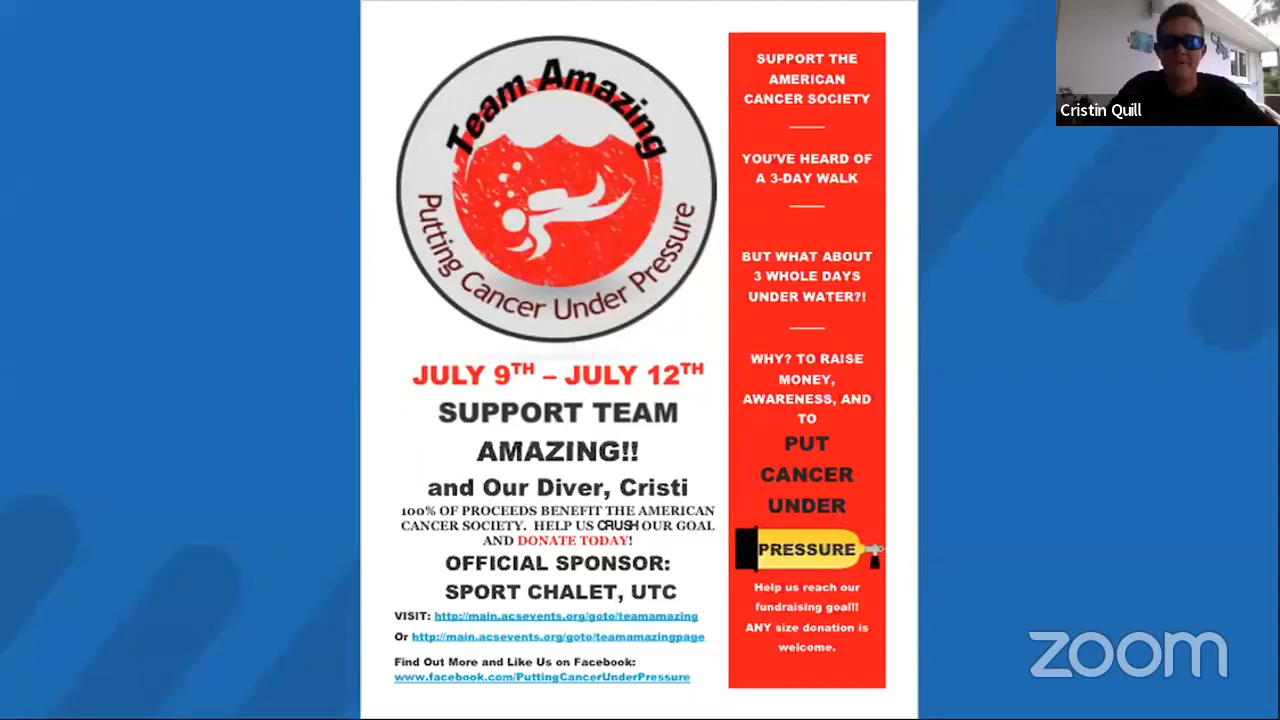 Team Amazing
Putting Cancer Under Pressure
JULY 9TH – JULY 12TH
SUPPORT TEAM
AMAZING!!
and Our Diver, Cristi
100% OF PROCEEDS BENEFIT THE AMERICAN
CANCER SOCIETY. HELP US CRUSH OUR GOAL
AND DONATE TODAY!
OFFICIAL SPONSOR:
SPORT CHALET, UTC
VISIT: http://main.acsevents.org/goto/teamamazing
Or http://main.acsevents.org/goto/teamamazingpage
Find Out More and Like Us on Facebook:
www.facebook.com/PuttingCancerUnderPressure
SUPPORT THE
AMERICAN
CANCER SOCIETY
YOU'VE HEARD OF
A 3-DAY WALK
BUT WHAT ABOUT
3 WHOLE DAYS
UNDER WATER?!
WHY? TO RAISE
MONEY,
AWARENESS, AND
TO
PUT
CANCER
UNDER
PRESSURE
Help us reach our
fundraising goal!!
ANY size donation is
welcome.
Cristin Quill
zoom